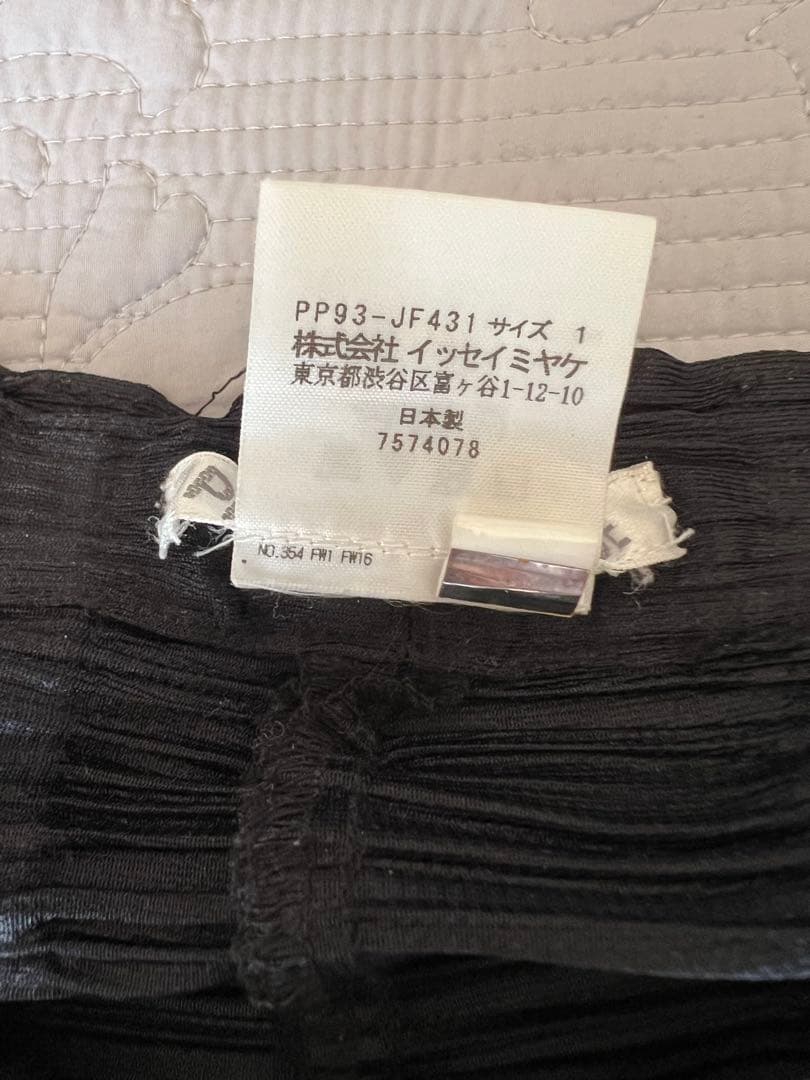 PP93-JF431 サイズ 1
株式会社 イッセイミヤケ
東京都渋谷区富ヶ谷1-12-10
日本製
7574078
NO.354 FW1 FW16